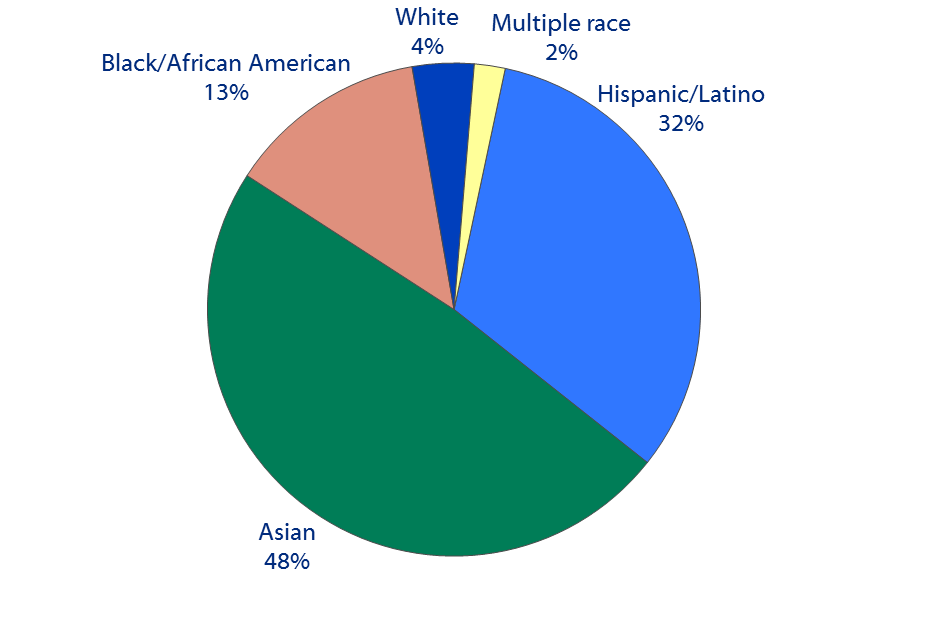 White
4%
Multiple race
2%
Black/African American
13%
Hispanic/Latino
32%
Asian
48%